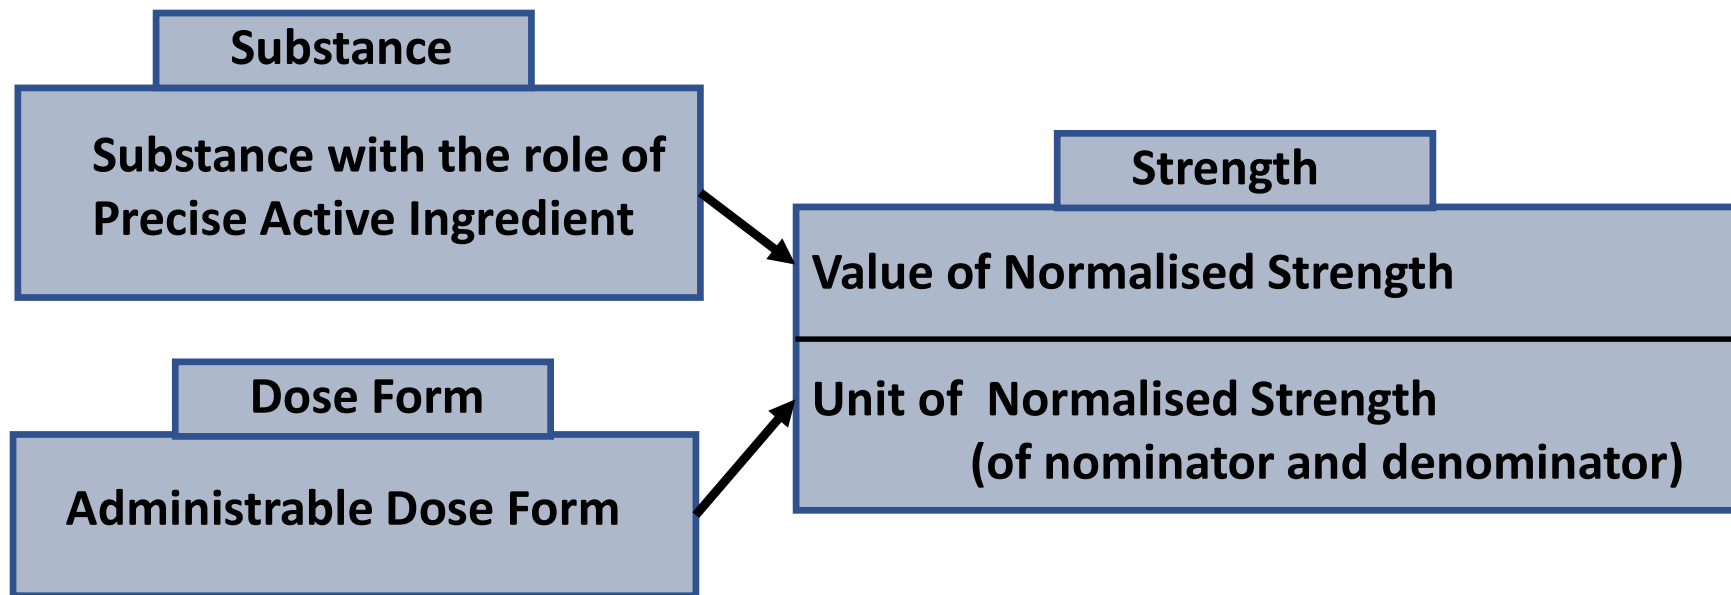 Substance
Substance with the role of
Precise Active Ingredient
Dose Form
Administrable Dose Form
Strength
Value of Normalised Strength
Unit of  Normalised Strength
(of nominator and denominator)